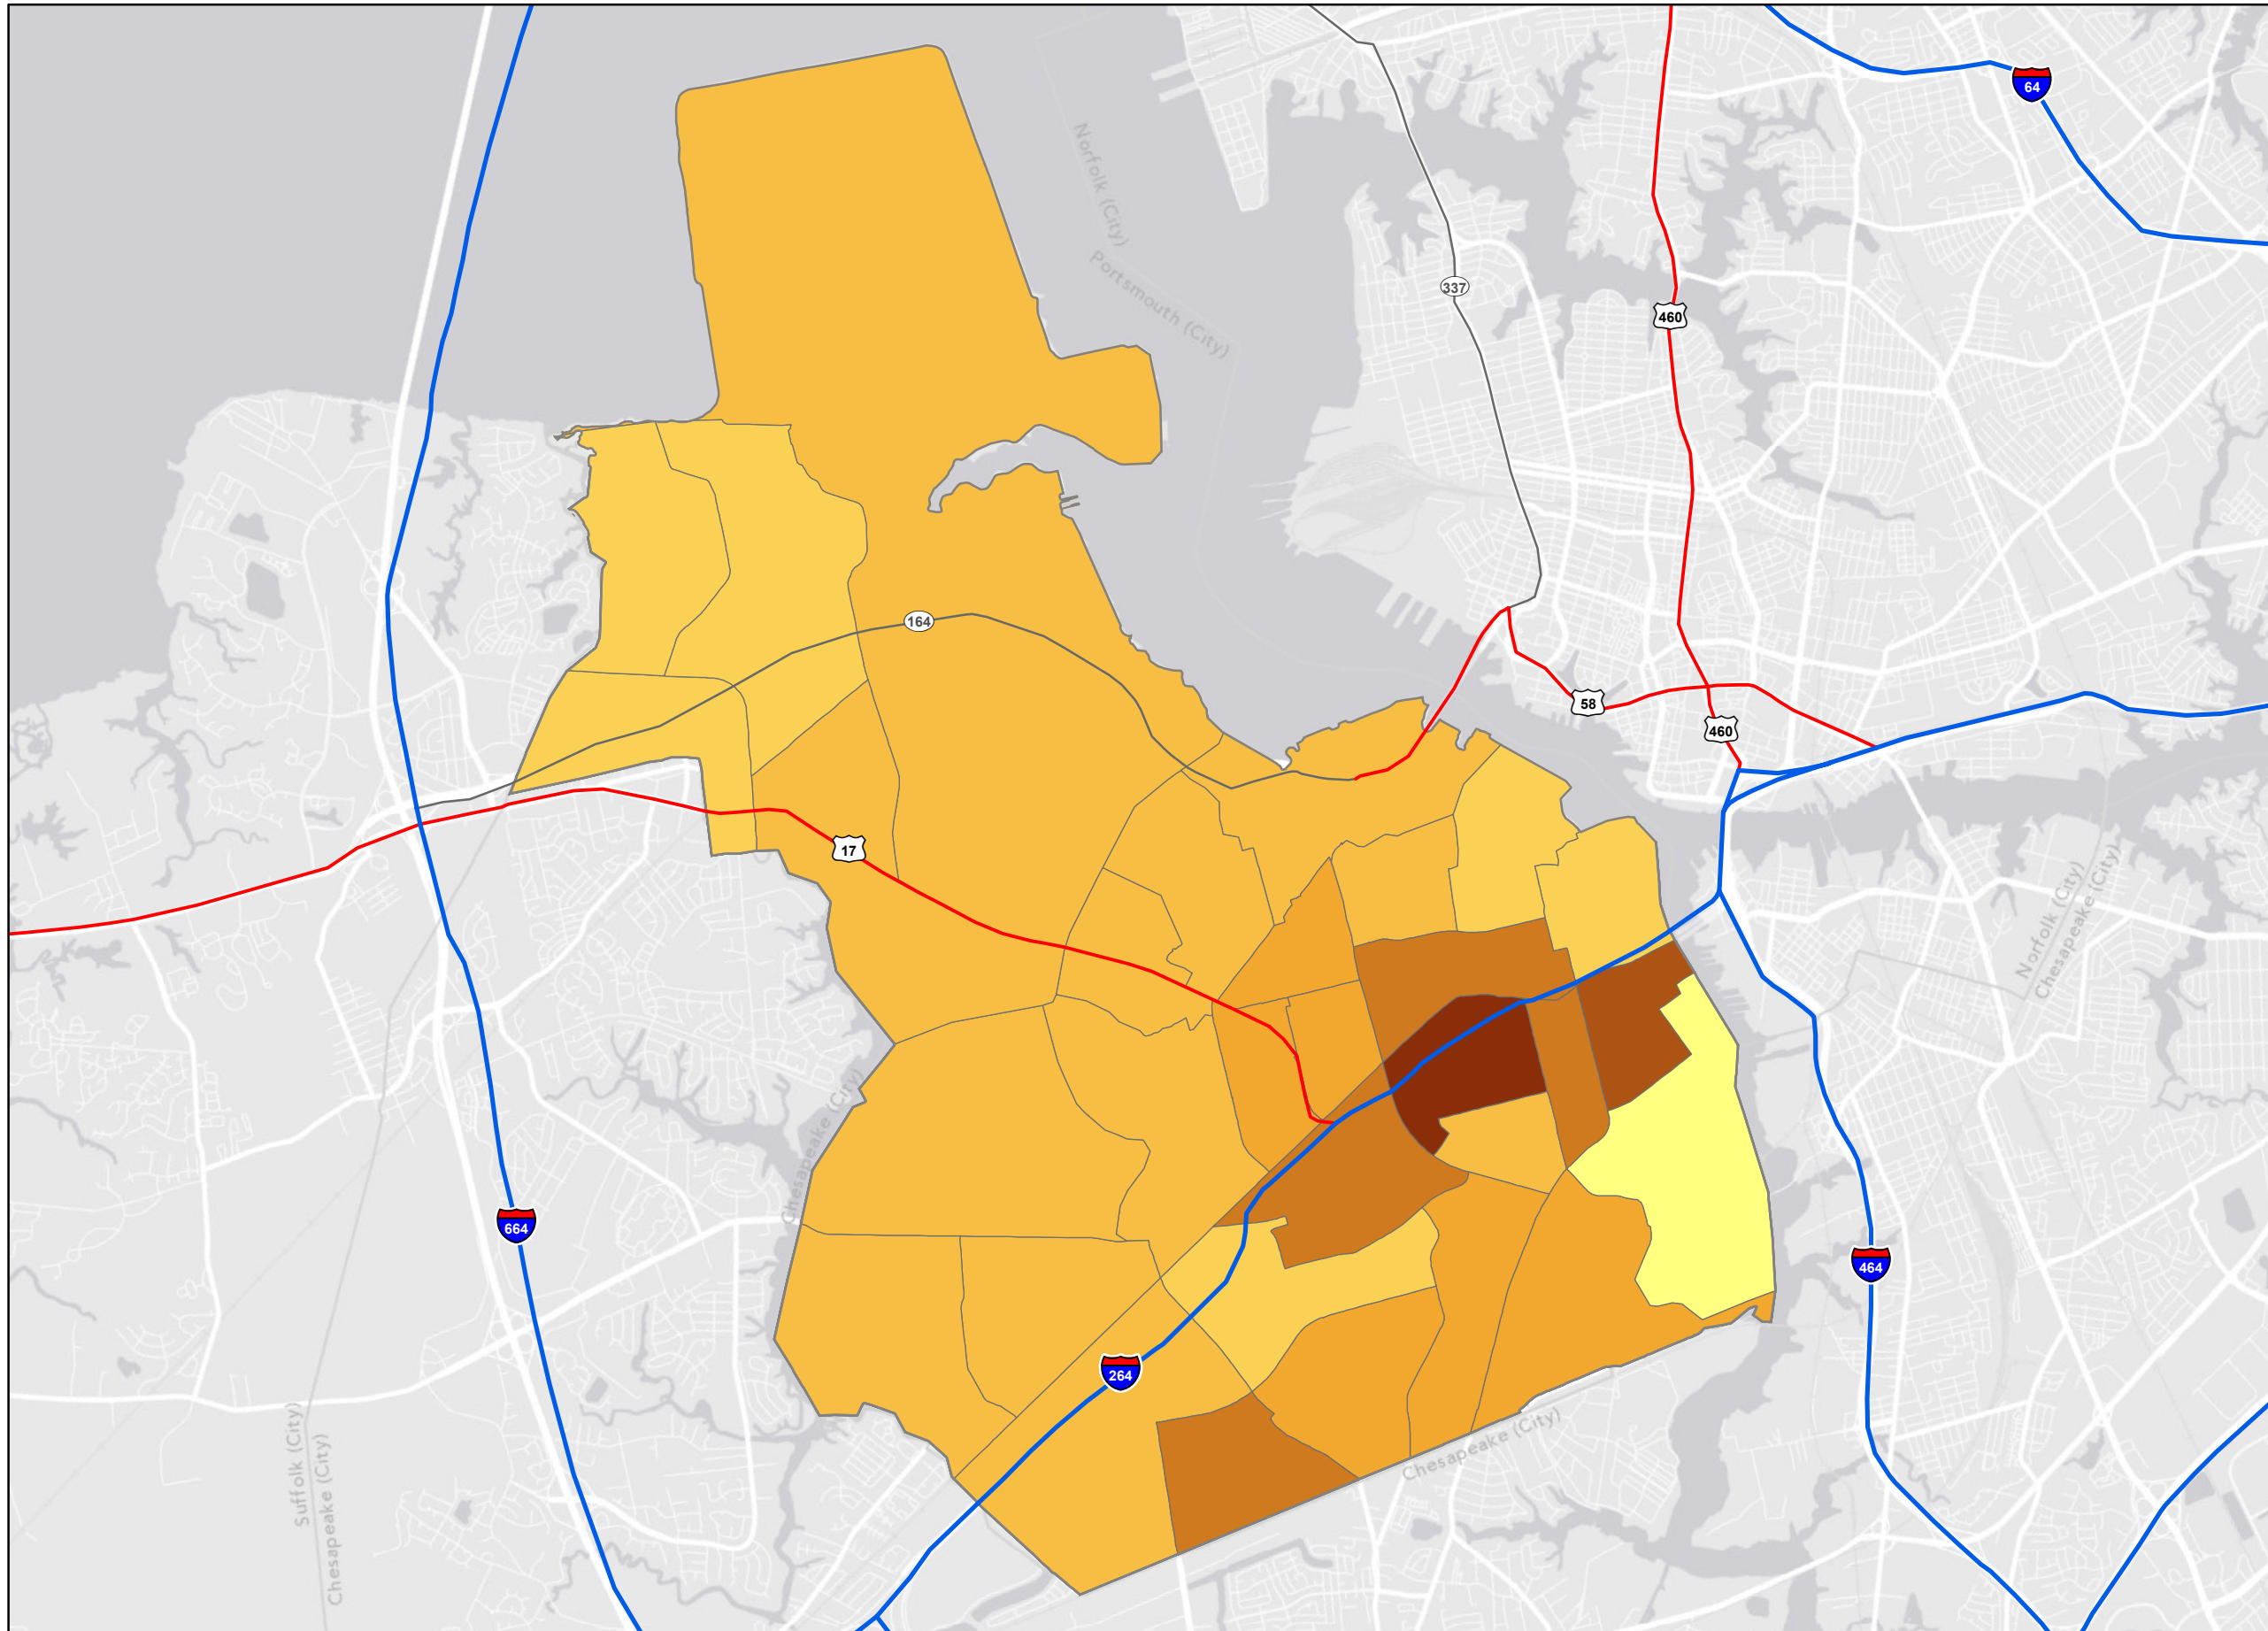 64
Norfolk (City)
Portsmouth (City)
337
460
164
58
460
17
Norfolk (City)
Chesapeake (City)
Chesapeake (City)
664
464
264
Chesapeake (City)
Suffolk (City)
Chesapeake (City)